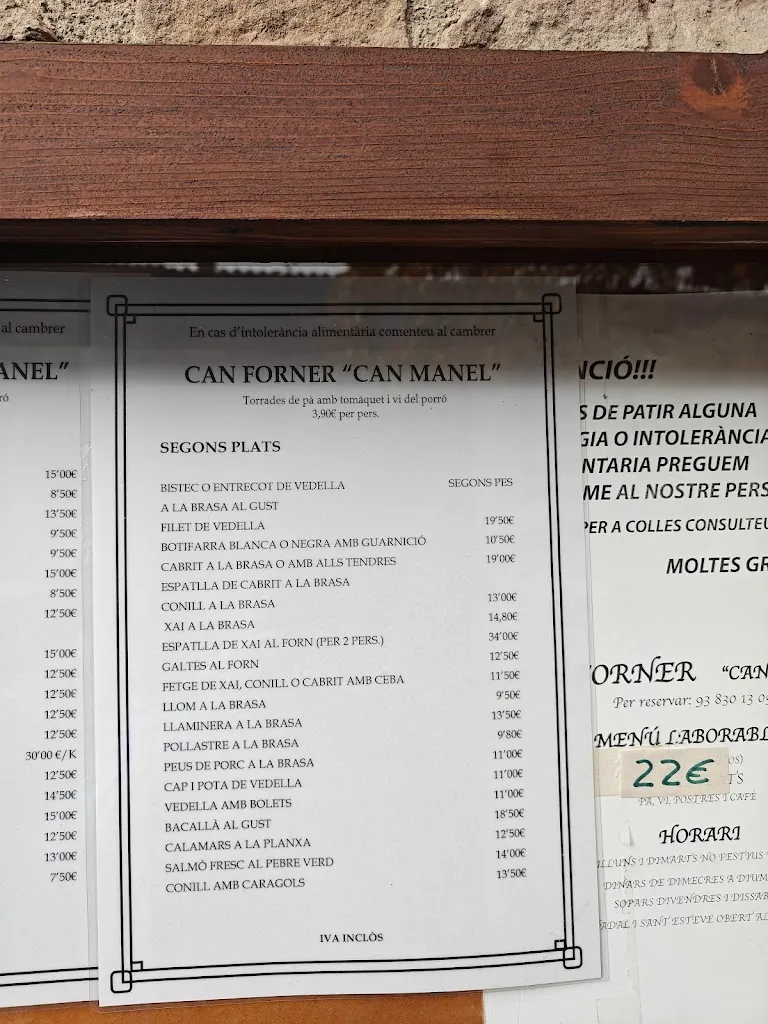 al cambrer
ANEL”
ró
15'00€
8'50€
13'50€
9'50€
9'50€
15'00€
8'50€
12'50€
15'00€
12'50€
12'50€
12'50€
12'50€
30'00 €/K
12'50€
14'50€
15'00€
12'50€
13'00€
7'50€
En cas d'intolerància alimentària comenteu al cambrer
CAN FORNER “CAN MANEL”
Torrades de pà amb tomàquet i vi del porró
3,90€ per pers.
SEGONS PLATS
BISTEC O ENTRECOT DE VEDELLA SEGONS PES
A LA BRASA AL GUST
FILET DE VEDELLA 19'50€
BOTIFARRA BLANCA O NEGRA AMB GUARNICIÓ 10'50€
CABRIT A LA BRASA O AMB ALLS TENDRES 19'00€
ESPATLLA DE CABRIT A LA BRASA
CONILL A LA BRASA 13'00€
XAI A LA BRASA 14,80€
ESPATLLA DE XAI AL FORN (PER 2 PERS.) 34'00€
GALTES AL FORN 12'50€
FETGE DE XAI, CONILL O CABRIT AMB CEBA 11'50€
LLOM A LA BRASA 9'50€
LLAMINERA A LA BRASA 13'50€
POLLASTRE A LA BRASA 9'80€
PEUS DE PORC A LA BRASA 11'00€
CAP I POTA DE VEDELLA 11'00€
VEDELLA AMB BOLETS 11'00€
BACALLÀ AL GUST 18'50€
CALAMARS A LA PLANXA 12'50€
SALMÓ FRESC AL PEBRE VERD 14'00€
CONILL AMB CARAGOLS 13'50€
IVA INCLÒS
NCIÓ!!!
S DE PATIR ALGUNA
GIA O INTOLERÀNCIA
NTARIA PREGUEM
ME AL NOSTRE PERS
PER A COLLES CONSULTEU
MOLTES GR
ORNER “CAN
Per reservar: 93 830 13 05
MENÚ LABORABL
22€
PA, VI, POSTRES I CAFÈ
HORARI
LLUNS I DIMARTS NO FESTIUS
DINARS DE DIMECRES A DIUM
SOPARS DIVENDRES I DISSAB
ADAL I SANT ESTEVE OBERT AL